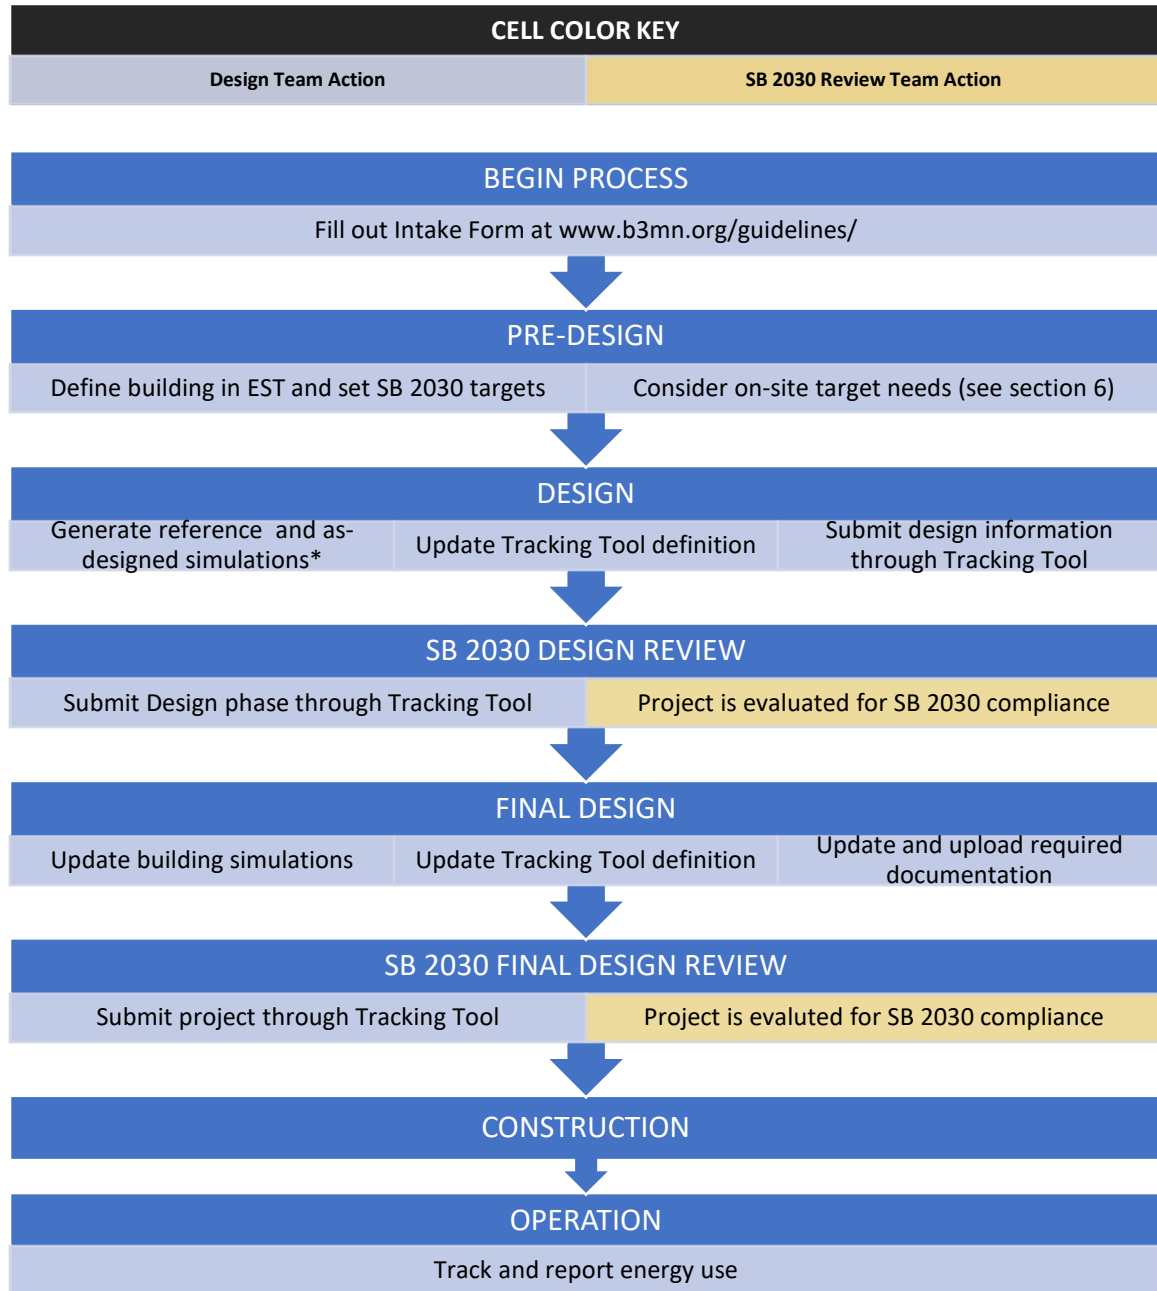 CELL COLOR KEY
Design Team Action
SB 2030 Review Team Action
BEGIN PROCESS
Fill out Intake Form at www.b3mn.org/guidelines/
PRE-DESIGN
Define building in EST and set SB 2030 targets
Consider on-site target needs (see section 6)
DESIGN
Generate reference and as-
designed simulations*
Update Tracking Tool definition
Submit design information
through Tracking Tool
SB 2030 DESIGN REVIEW
Submit Design phase through Tracking Tool
Project is evaluated for SB 2030 compliance
FINAL DESIGN
Update building simulations
Update Tracking Tool definition
Update and upload required
documentation
SB 2030 FINAL DESIGN REVIEW
Submit project through Tracking Tool
Project is evaluted for SB 2030 compliance
CONSTRUCTION
OPERATION
Track and report energy use